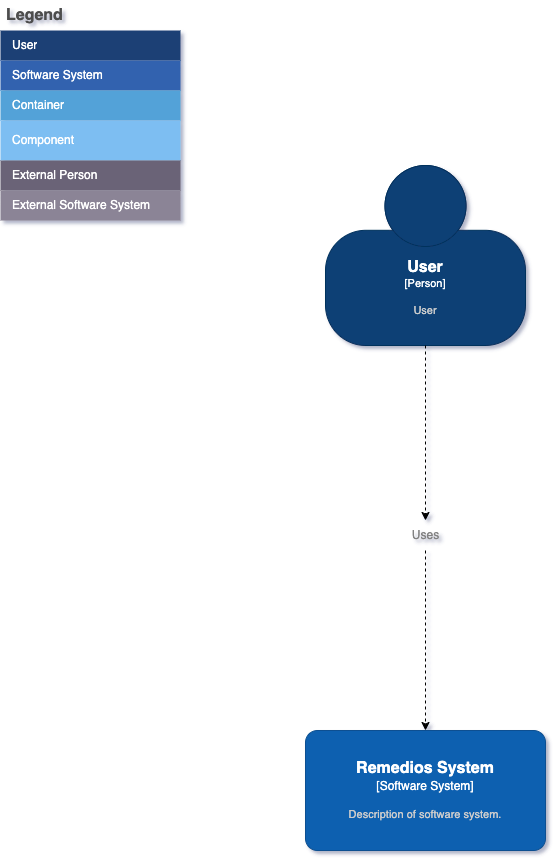 Legend
User
Software System
Container
Component
External Person
External Software System
User
[Person]
User
Uses
Remedios System
[Software System]
Description of software system.